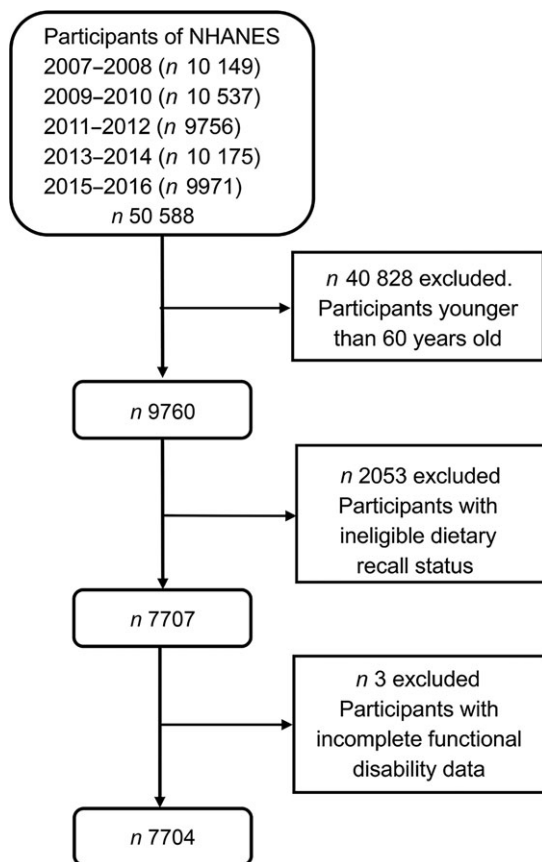 Participants of NHANES
2007–2008 (n 10 149)
2009–2010 (n 10 537)
2011–2012 (n 9756)
2013–2014 (n 10 175)
2015–2016 (n 9971)
n 50 588
n 40 828 excluded.
Participants younger
than 60 years old
n 9760
n 2053 excluded
Participants with
ineligible dietary
recall status
n 7707
n 3 excluded
Participants with
incomplete functional
disability data
n 7704